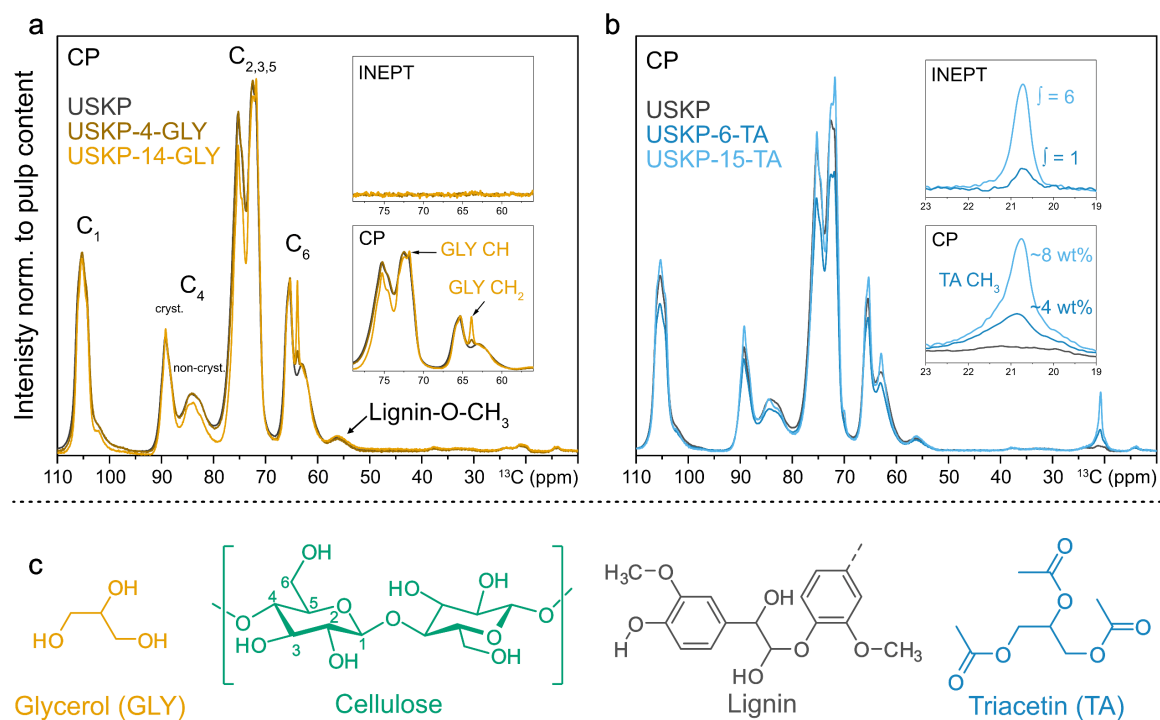 a
Intenisty norm. to pulp content
CP
USKP
USKP-4-GLY
USKP-14-GLY
C1
cryst.
C4
non-cryst.
C2,3,5
C6
Lignin-O-CH3
INEPT
75 70 65 60
CP
GLY CH
GLY CH2
75 70 65 60
110 100 90 80 70 60 50 40 30 13C (ppm)
b
CP
USKP
USKP-6-TA
USKP-15-TA
INEPT
∫ = 6
∫ = 1
23 22 21 20 19
CP
TA CH3
~8 wt%
~4 wt%
23 22 21 20 19
110 100 90 80 70 60 50 40 30 13C (ppm)
c
OH
HO
OH
Glycerol (GLY)
OH
6
4
5
O
O
HO
3
2
OH
1
O
HO
OH
O
O
OH
Cellulose
H3C
O
O
H
OH
HO
O
O
CH3
Lignin
O
O
O
O
O
O
Triacetin (TA)